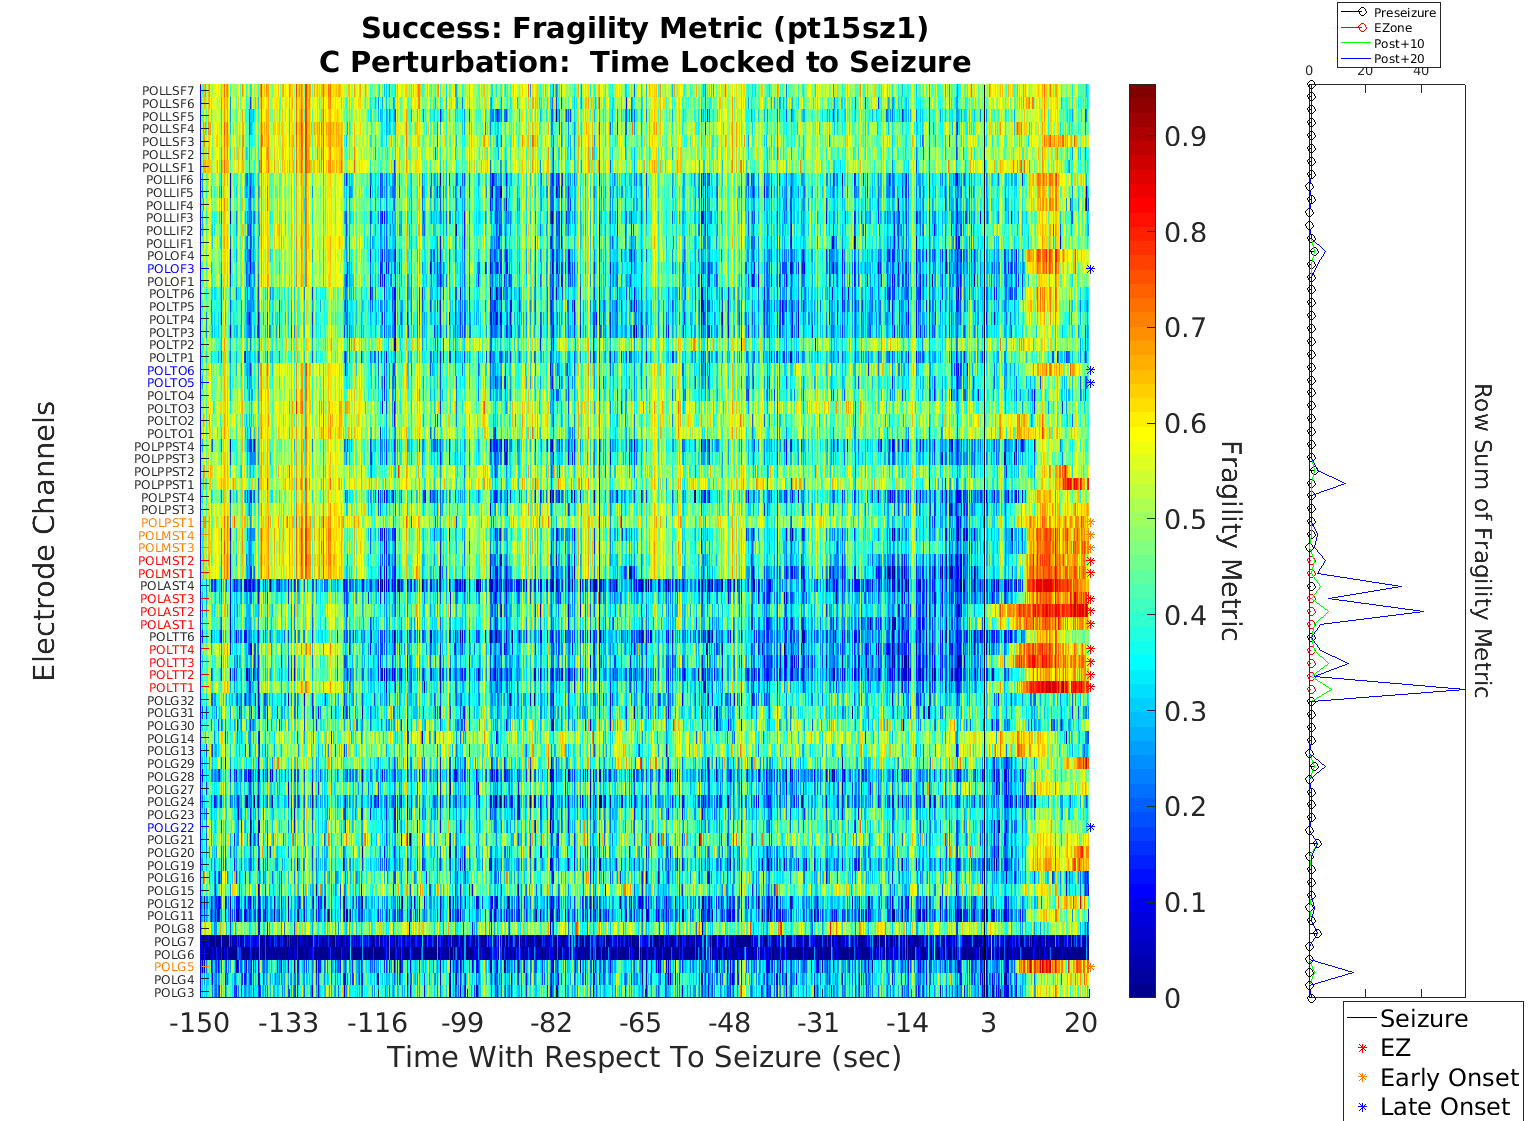 Success: Fragility Metric (pt15sz1)
C Perturbation: Time Locked to Seizure
Preseizure
EZone
Post+10
Post+20
0 20 40
Electrode Channels
POLLSF7
POLLSF6
POLLSF5
POLLSF4
POLLSF3
POLLSF2
POLLSF1
POLLIF6
POLLIF5
POLLIF4
POLLIF3
POLLIF2
POLLIF1
POLOF4
POLOF3
POLOF1
POLTP6
POLTP5
POLTP4
POLTP3
POLTP2
POLTP1
POLTO6
POLTO5
POLTO4
POLTO3
POLTO2
POLTO1
POLPPST4
POLPPST3
POLPPST2
POLPPST1
POLPST4
POLPST3
POLPST1
POLMST4
POLMST3
POLMST2
POLMST1
POLAST4
POLAST3
POLAST2
POLAST1
POLTT6
POLTT4
POLTT3
POLTT2
POLTT1
POLG32
POLG31
POLG30
POLG14
POLG13
POLG29
POLG28
POLG27
POLG24
POLG23
POLG22
POLG21
POLG20
POLG19
POLG16
POLG15
POLG12
POLG11
POLG8
POLG7
POLG6
POLG5
POLG4
POLG3
-150 -133 -116 -99 -82 -65 -48 -31 -14 3 20
Time With Respect To Seizure (sec)
0.9
0.8
0.7
0.6
0.5
0.4
0.3
0.2
0.1
0
Fragility Metric
Row Sum of Fragility Metric
Seizure
EZ
Early Onset
Late Onset